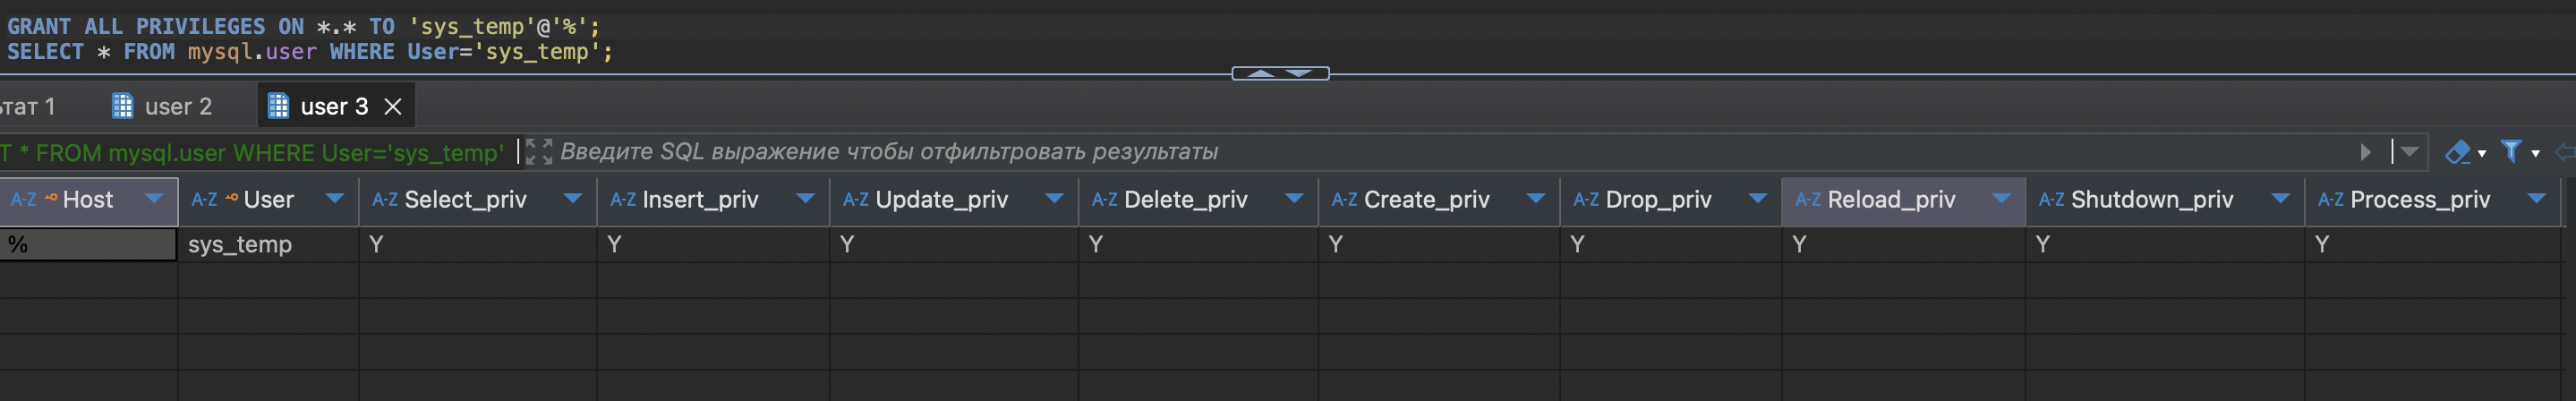 GRANT ALL PRIVILEGES ON *.* TO 'sys_temp'@'%';
SELECT * FROM mysql.user WHERE User='sys_temp';
ьтат 1 user 2 user 3
T * FROM mysql.user WHERE User='sys_temp' Введите SQL выражение чтобы отфильтровать результаты
A-Z Host A-Z User A-Z Select_priv A-Z Insert_priv A-Z Update_priv A-Z Delete_priv A-Z Create_priv A-Z Drop_priv A-Z Reload_priv A-Z Shutdown_priv A-Z Process_priv
% sys_temp Y Y Y Y Y Y Y Y Y